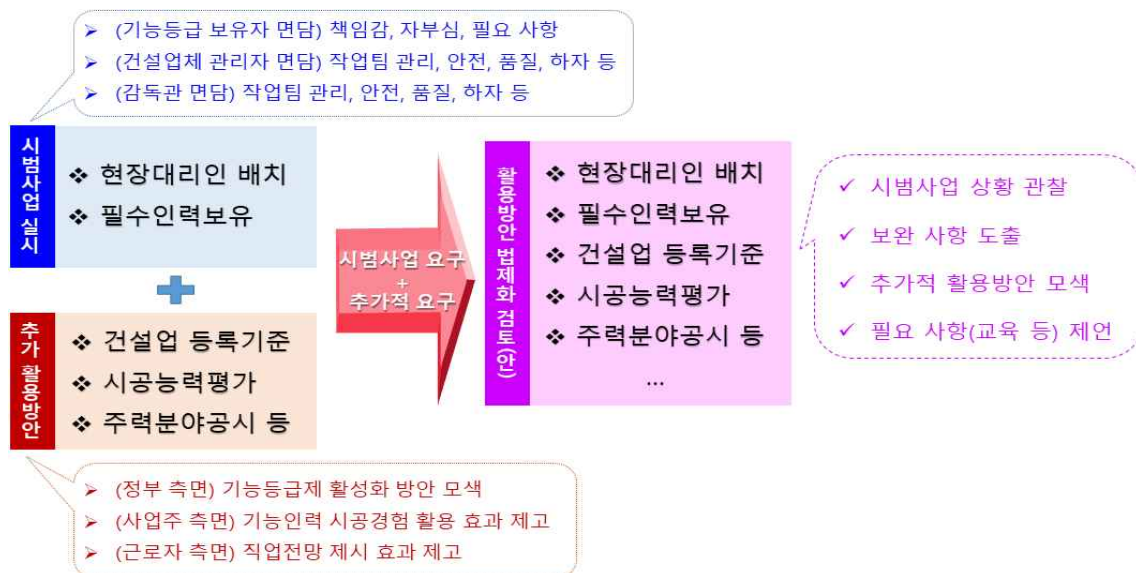 ➢ (기능등급 보유자 면담) 책임감, 자부심, 필요 사항
➢ (건설업체 관리자 면담) 작업팀 관리, 안전, 품질, 하자 등
➢ (감독관 면담) 작업팀 관리, 안전, 품질, 하자 등
시범사업 실시
❖ 현장대리인 배치
❖ 필수인력보유
추가 활용방안
❖ 건설업 등록기준
❖ 시공능력평가
❖ 주력분야공시 등
➢ (정부 측면) 기능등급제 활성화 방안 모색
➢ (사업주 측면) 기능인력 시공경험 활용 효과 제고
➢ (근로자 측면) 직업전망 제시 효과 제고
시범사업 요구
+
추가적 요구
활용방안 법제화 검토(안)
❖ 현장대리인 배치
❖ 필수인력보유
❖ 건설업 등록기준
❖ 시공능력평가
❖ 주력분야공시 등
...
✓ 시범사업 상황 관찰
✓ 보완 사항 도출
✓ 추가적 활용방안 모색
✓ 필요 사항(교육 등) 제언